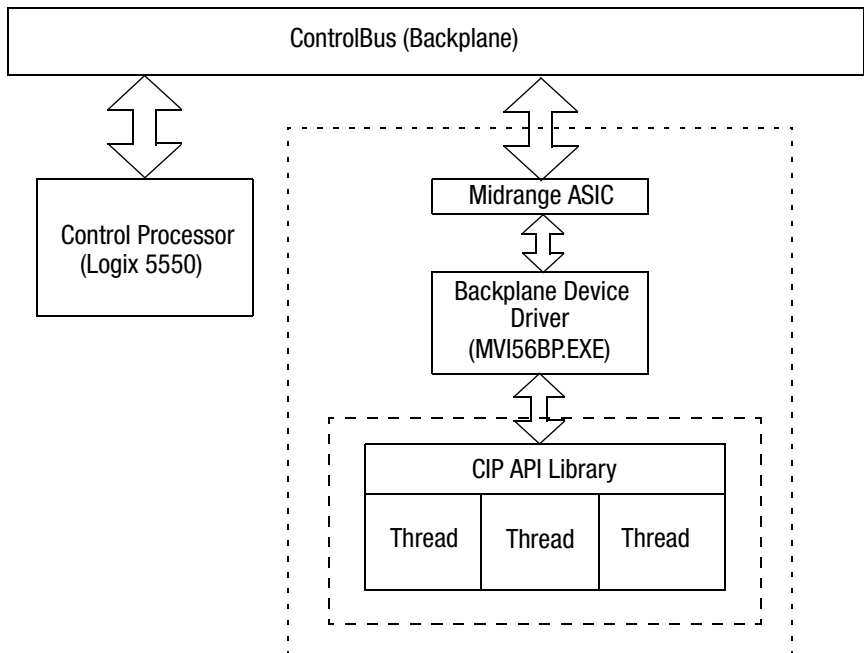 ControlBus (Backplane)
Control Processor
(Logix 5550)
Midrange ASIC
Backplane Device
Driver
(MVI56BP.EXE)
CIP API Library
Thread
Thread
Thread